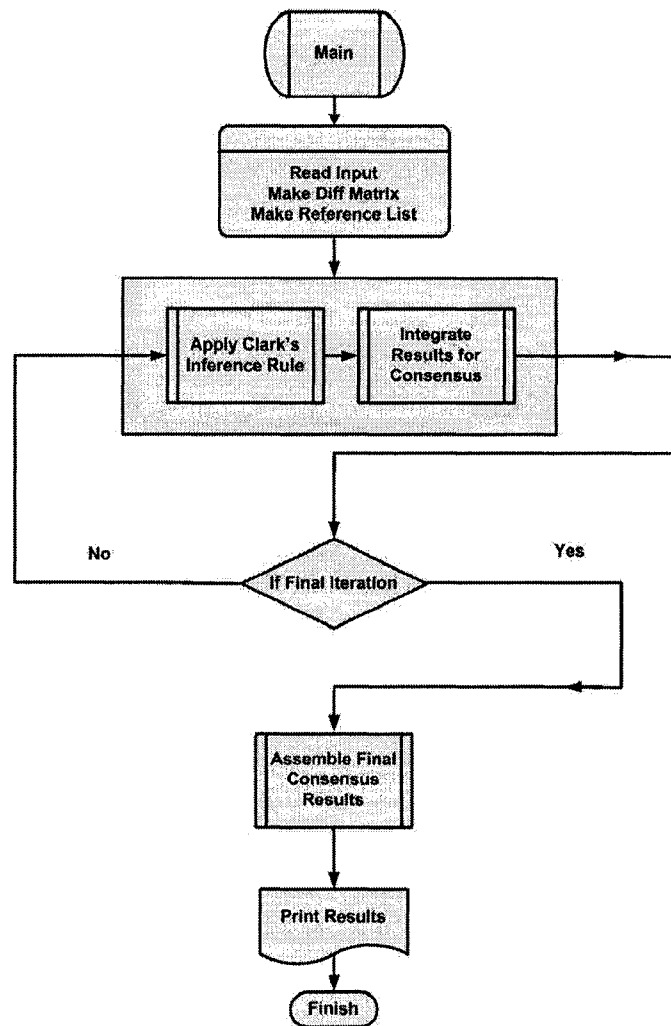 Main
Read Input
Make Diff Matrix
Make Reference List
Apply Clark's
Inference Rule
Integrate
Results for
Consensus
If Final Iteration
No
Yes
Assemble Final
Consensus
Results
Print Results
Finish